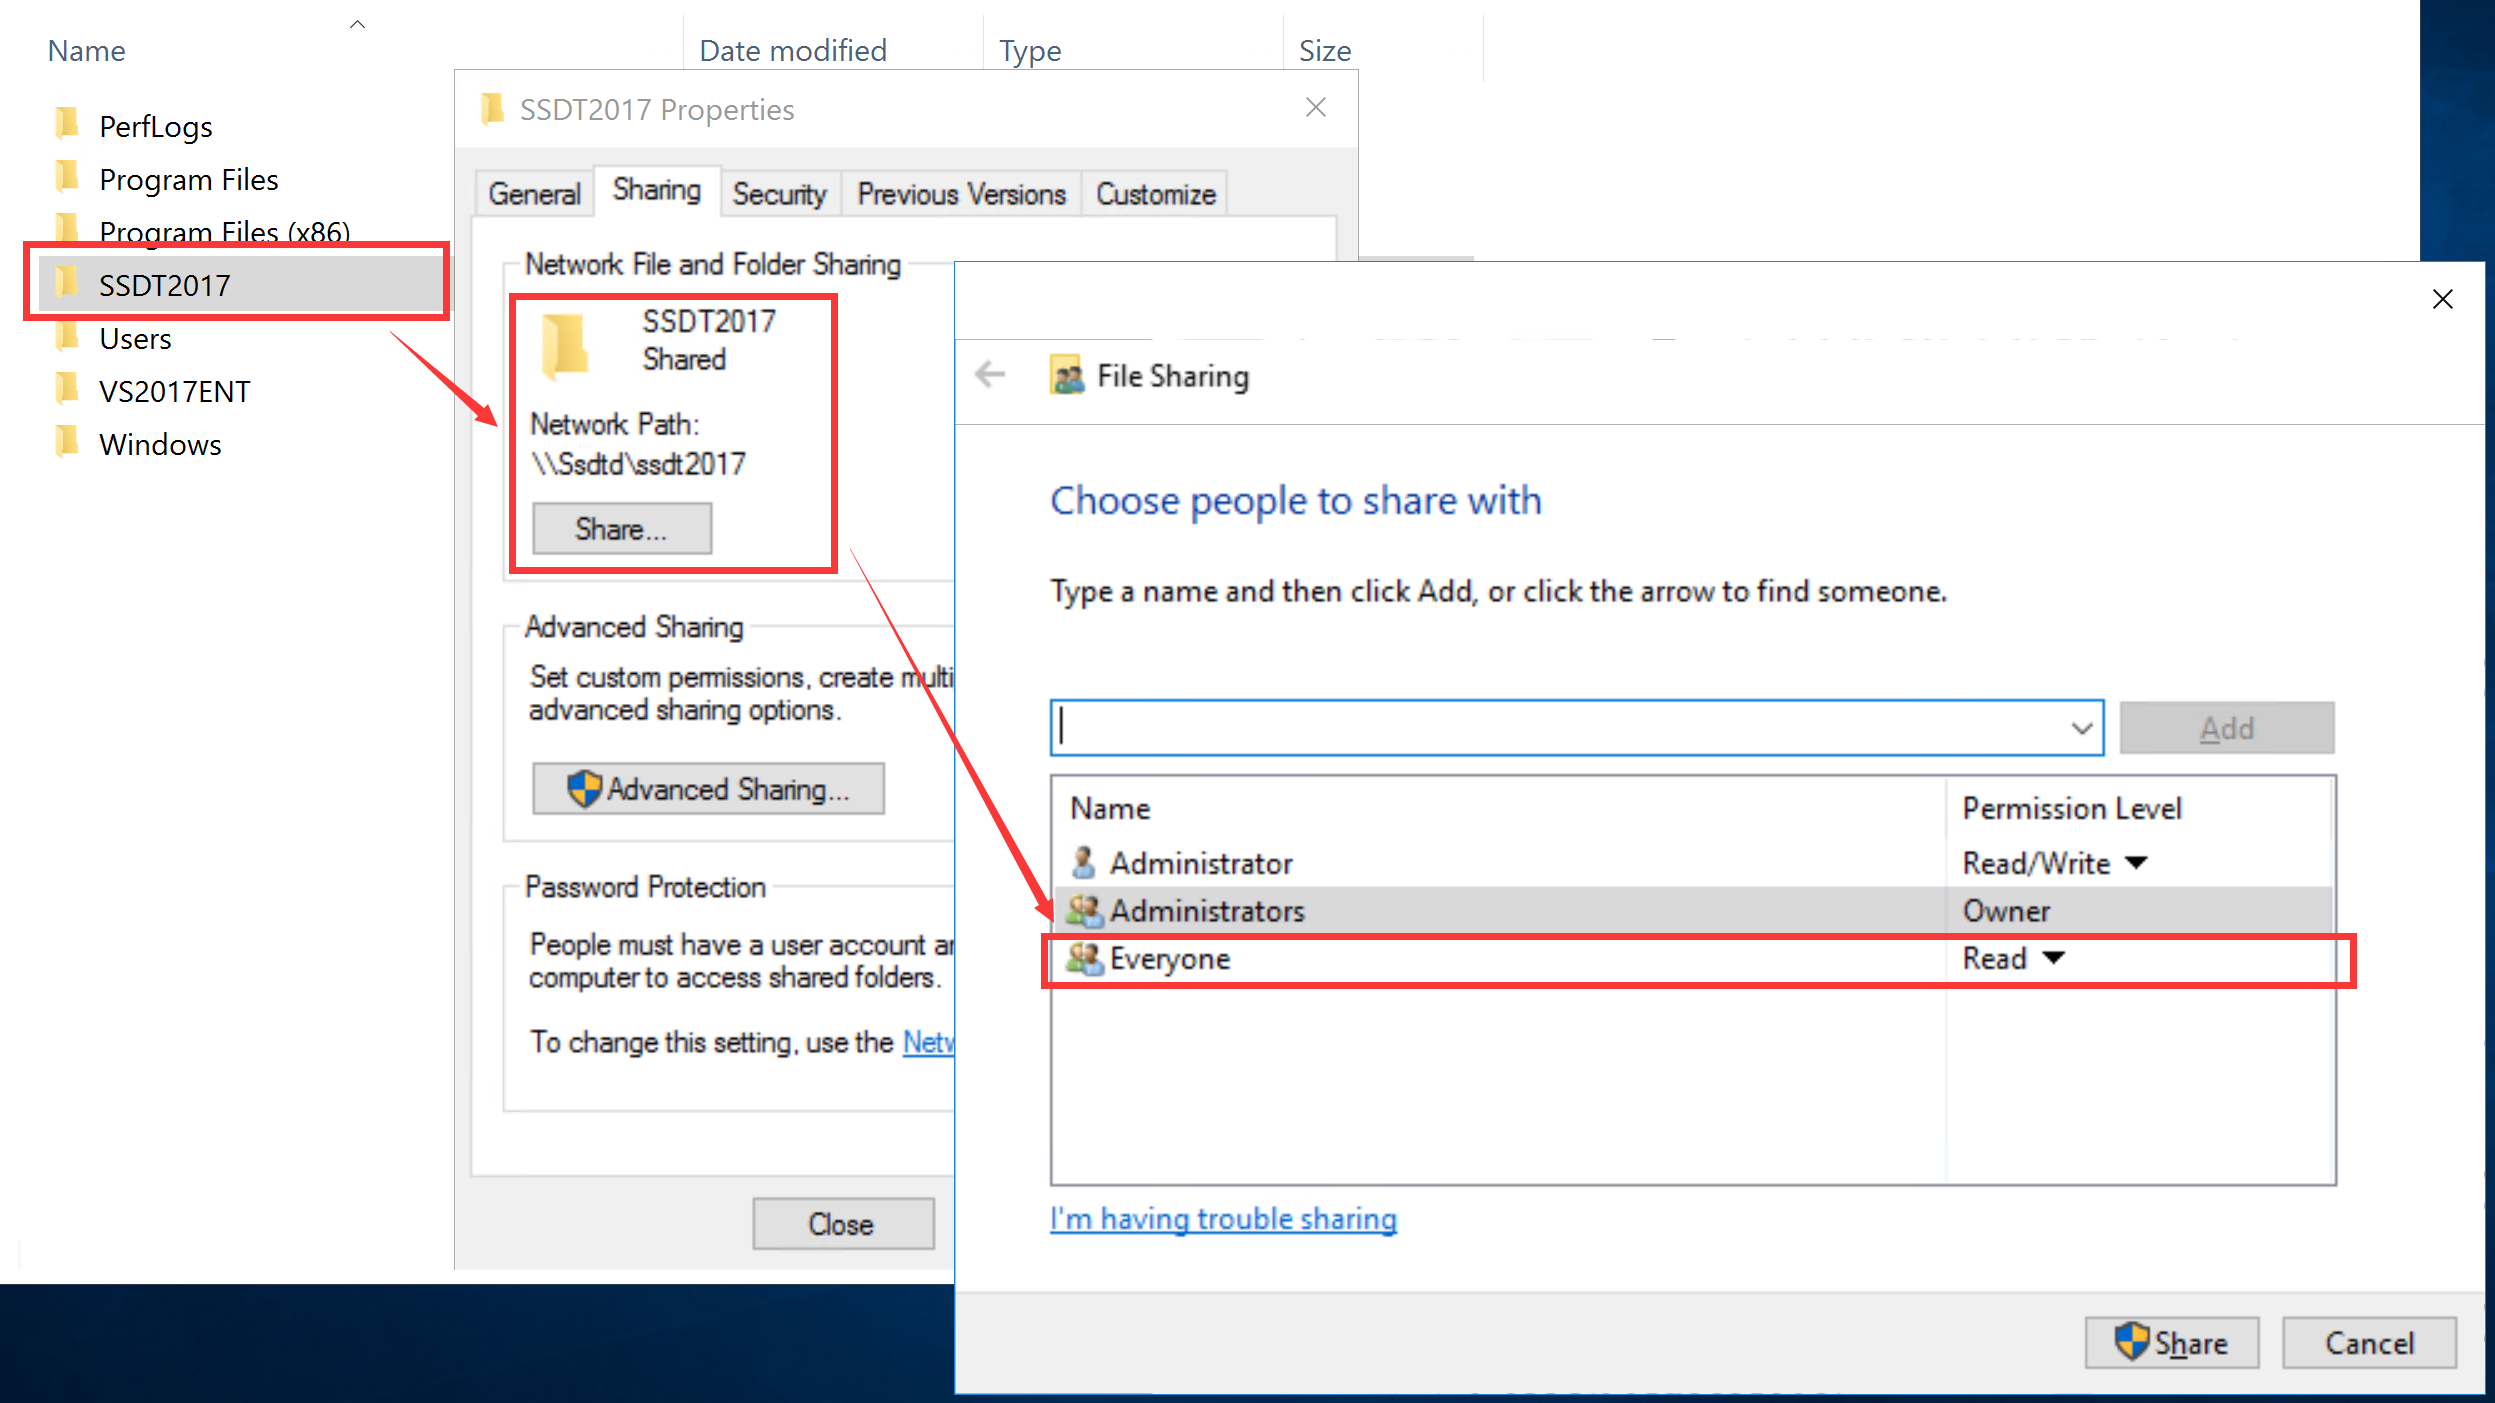 Name
Date modified
Type
Size
PerfLogs
Program Files
Program Files (x86)
SSDT2017
Users
VS2017ENT
Windows
SSDT2017 Properties
General
Sharing
Security
Previous Versions
Customize
Network File and Folder Sharing
SSDT2017
Shared
Network Path:
\\Ssdtd\ssdt2017
Share...
Advanced Sharing
Set custom permissions, create multi
advanced sharing options.
Advanced Sharing...
Password Protection
People must have a user account an
computer to access shared folders.
To change this setting, use the Netw
Close
File Sharing
Choose people to share with
Type a name and then click Add, or click the arrow to find someone.
Add
Name
Permission Level
Administrator
Read/Write
Administrators
Owner
Everyone
Read
I'm having trouble sharing
Share
Cancel